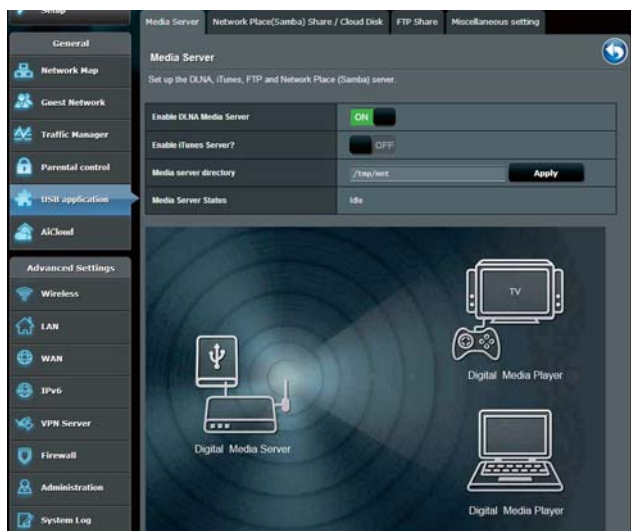 Setup
General
Network Map
Guest Network
Traffic Manager
Parental control
USB application
AiCloud
Advanced Settings
Wireless
LAN
WAN
IPv6
VPN Server
Firewall
Administration
System Log
Media Server
Network Place(Samba) Share / Cloud Disk
FTP Share
Miscellaneous setting
Media Server
Set up the DLNA, iTunes, FTP and Network Place (Samba) server.
Enable DLNA Media Server
ON
Enable iTunes Server?
OFF
Media server directory
/tmp/mnt
Apply
Media Server Status
Idle
TV
Digital Media Player
Digital Media Server
Digital Media Player